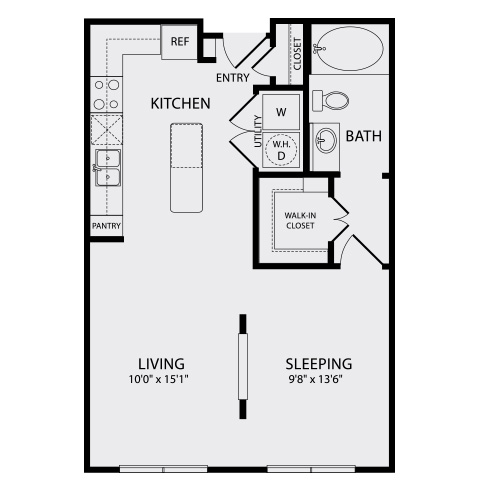 REF
ENTRY
CLOSET
KITCHEN
UTILITY
W
W.H.
D
BATH
WALK-IN
CLOSET
PANTRY
LIVING
10'0" x 15'1"
SLEEPING
9'8" x 13'6"